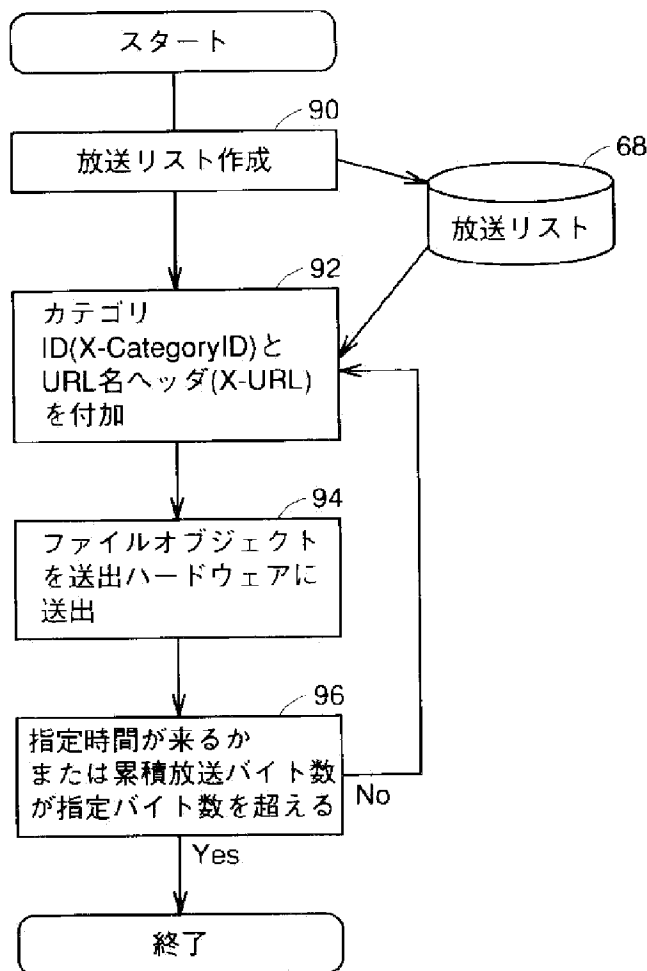 スタート
90
放送リスト作成
68
放送リスト
92
カテゴリ
ID(X-CategoryID)と
URL名ヘッダ(X-URL)
を付加
94
ファイルオブジェクト
を送出ハードウェアに
送出
96
指定時間が来るか
または累積放送バイト数
が指定バイト数を超える
No
Yes
終了